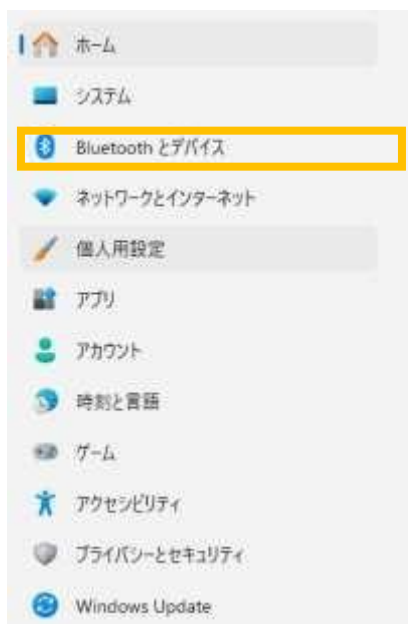 ホーム
システム
Bluetooth とデバイス
ネットワークとインターネット
個人用設定
アプリ
アカウント
時刻と言語
ゲーム
アクセシビリティ
プライバシーとセキュリティ
Windows Update